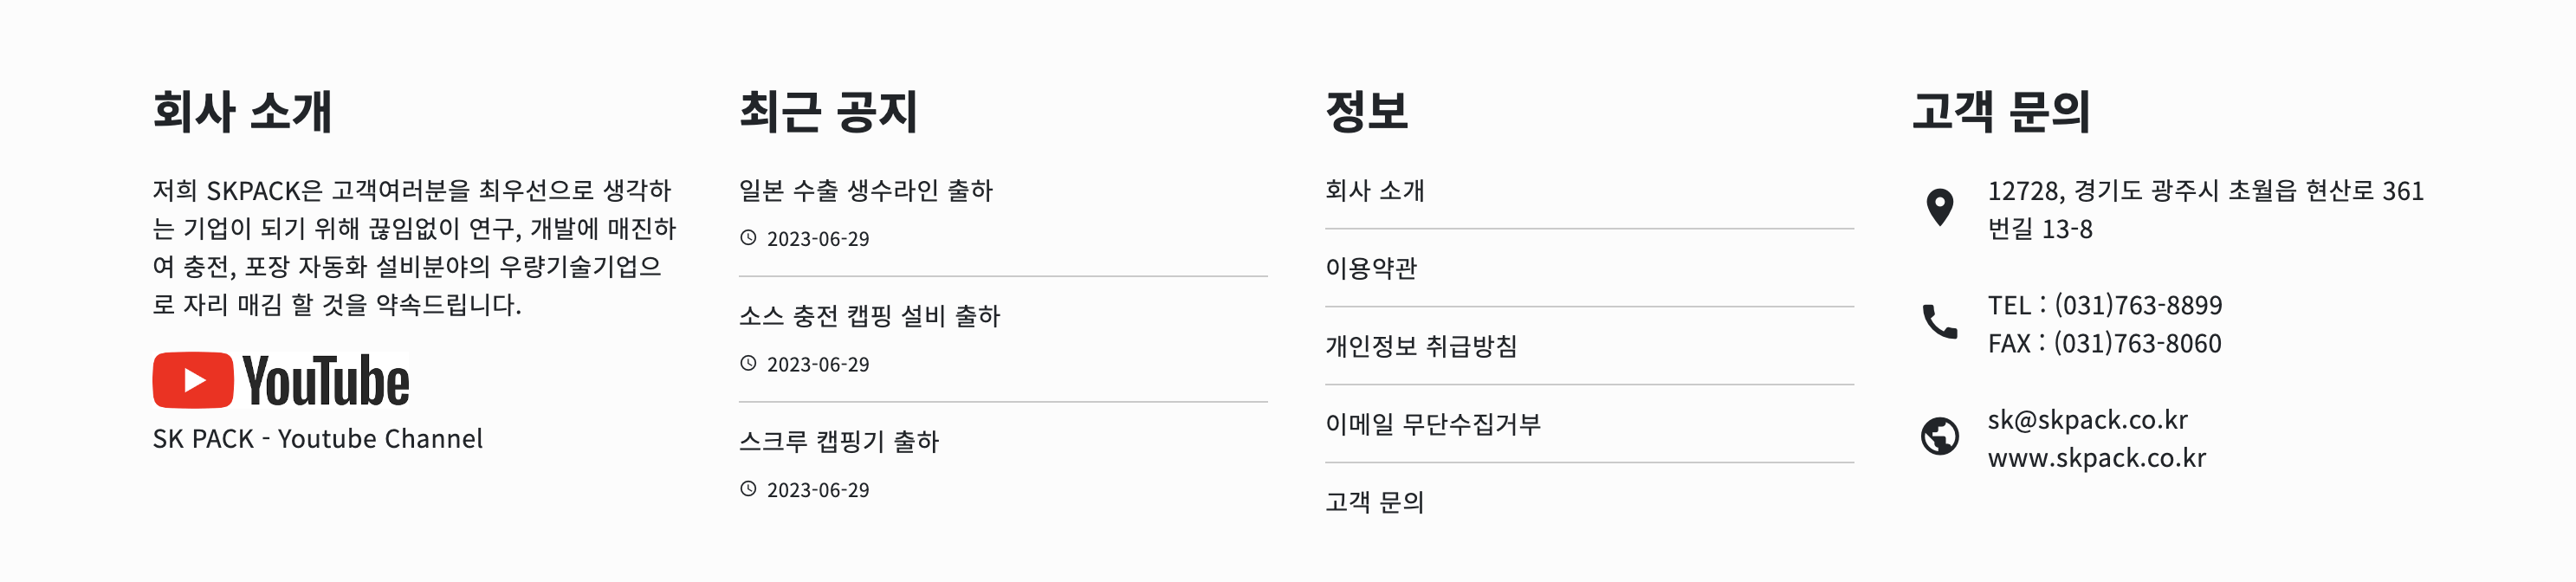 회사 소개
저희 SKPACK은 고객여러분을 최우선으로 생각하
는 기업이 되기 위해 끊임없이 연구, 개발에 매진하
여 충전, 포장 자동화 설비분야의 우량기술기업으
로 자리 매김 할 것을 약속드립니다.
YouTube
SK PACK - Youtube Channel
최근 공지
일본 수출 생수라인 출하
2023-06-29
소스 충전 캡핑 설비 출하
2023-06-29
스크루 캡핑기 출하
2023-06-29
정보
회사 소개
이용약관
개인정보 취급방침
이메일 무단수집거부
고객 문의
고객 문의
12728, 경기도 광주시 초월읍 현산로 361
번길 13-8
TEL : (031)763-8899
FAX : (031)763-8060
sk@skpack.co.kr
www.skpack.co.kr